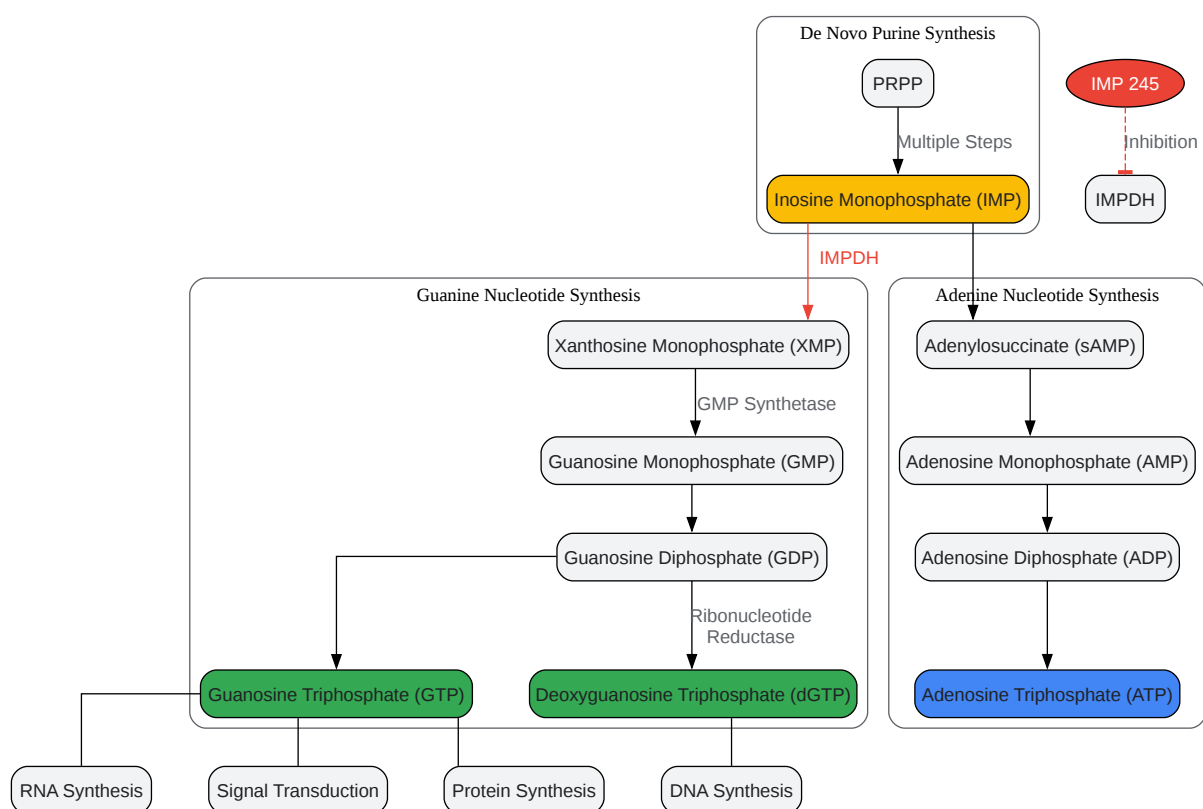 De Novo Purine Synthesis
PRPP
IMP 245
Multiple Steps
Inhibition
Inosine Monophosphate (IMP)
IMPDH
IMPDH
Guanine Nucleotide Synthesis
Adenine Nucleotide Synthesis
Xanthosine Monophosphate (XMP)
Adenylosuccinate (sAMP)
GMP Synthetase
Guanosine Monophosphate (GMP)
Adenosine Monophosphate (AMP)
Guanosine Diphosphate (GDP)
Adenosine Diphosphate (ADP)
Ribonucleotide
Reductase
Guanosine Triphosphate (GTP)
Deoxyguanosine Triphosphate (dGTP)
Adenosine Triphosphate (ATP)
RNA Synthesis
Signal Transduction
Protein Synthesis
DNA Synthesis